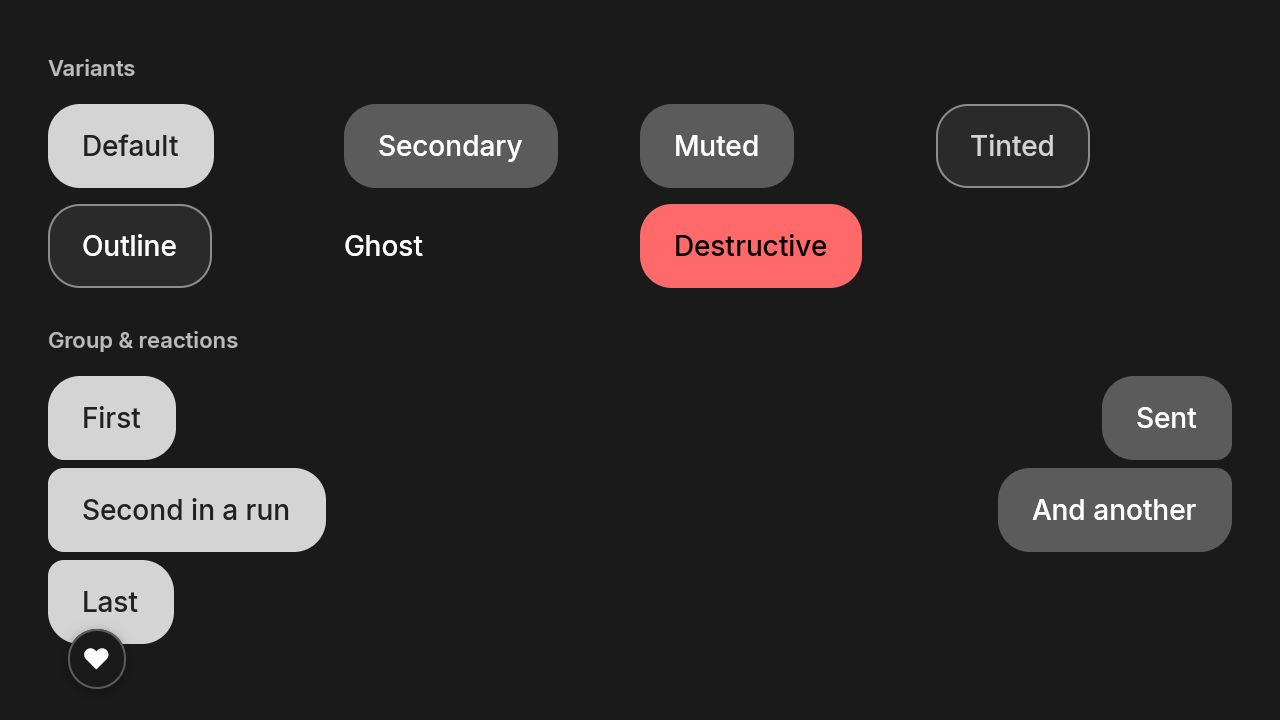 Variants
Default
Secondary
Muted
Tinted
Outline
Ghost
Destructive
Group & reactions
First
Sent
Second in a run
And another
Last